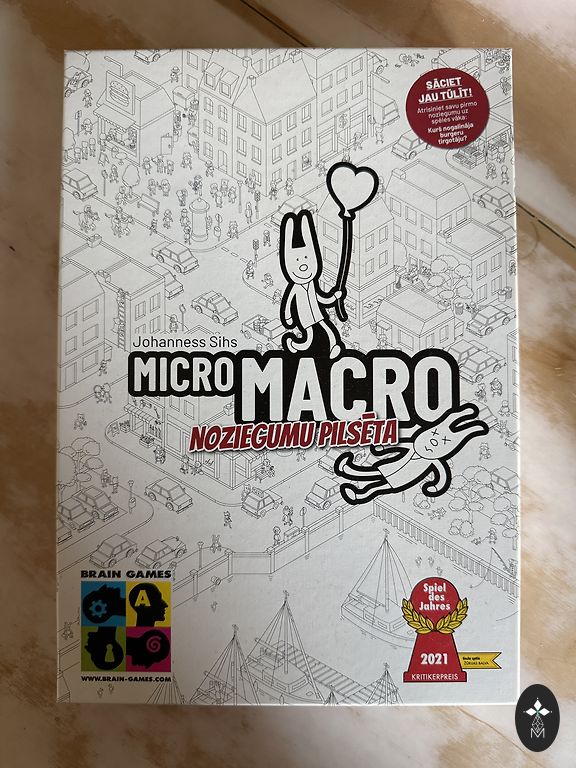 SĀCIET
JAU TŪLĪT!
Atrisiniet savu pirmo
noziegumu uz
spēles vāka:
Kurš nogalināja
burgeru
tirgotāju?
Johanness Sihs
MICRO MACRO
NOZIEGUMU PILSĒTA
BRAIN GAMES
A
WWW.BRAIN-GAMES.COM
Spiel
des
Jahres
2021
KRITIKERPREIS
M